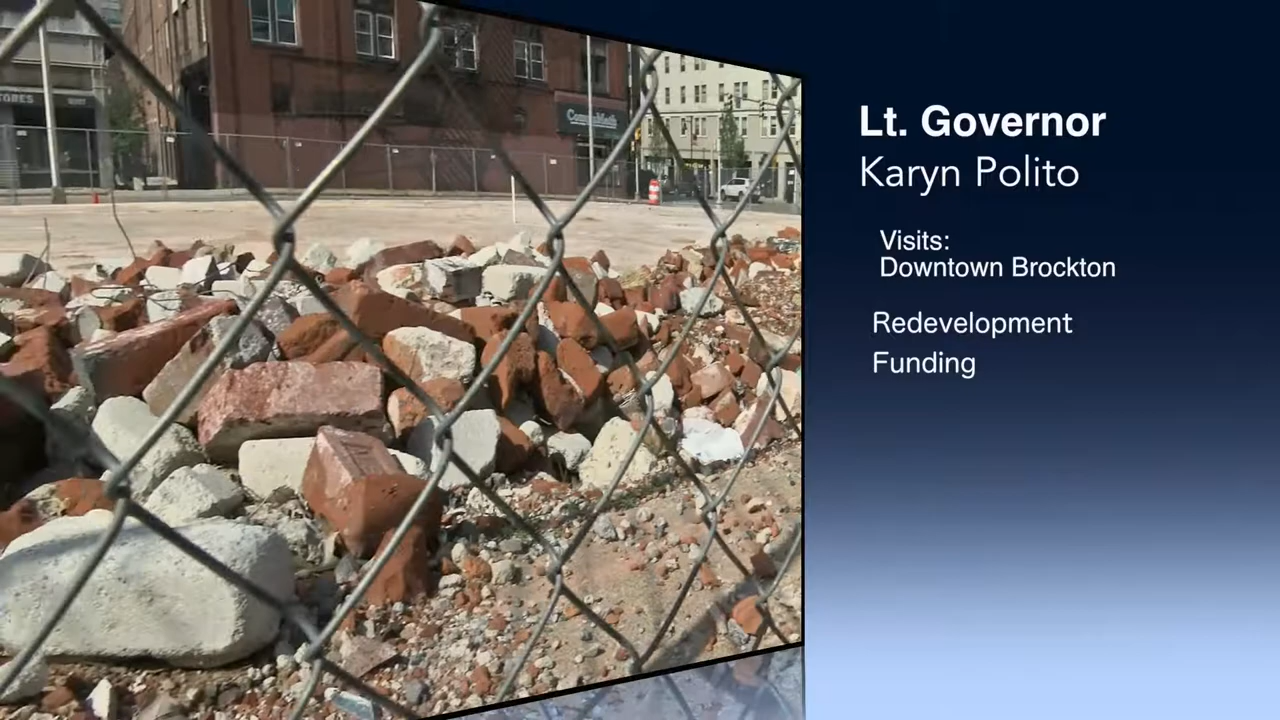 Lt. Governor
Karyn Polito
Visits:
Downtown Brockton
Redevelopment
Funding